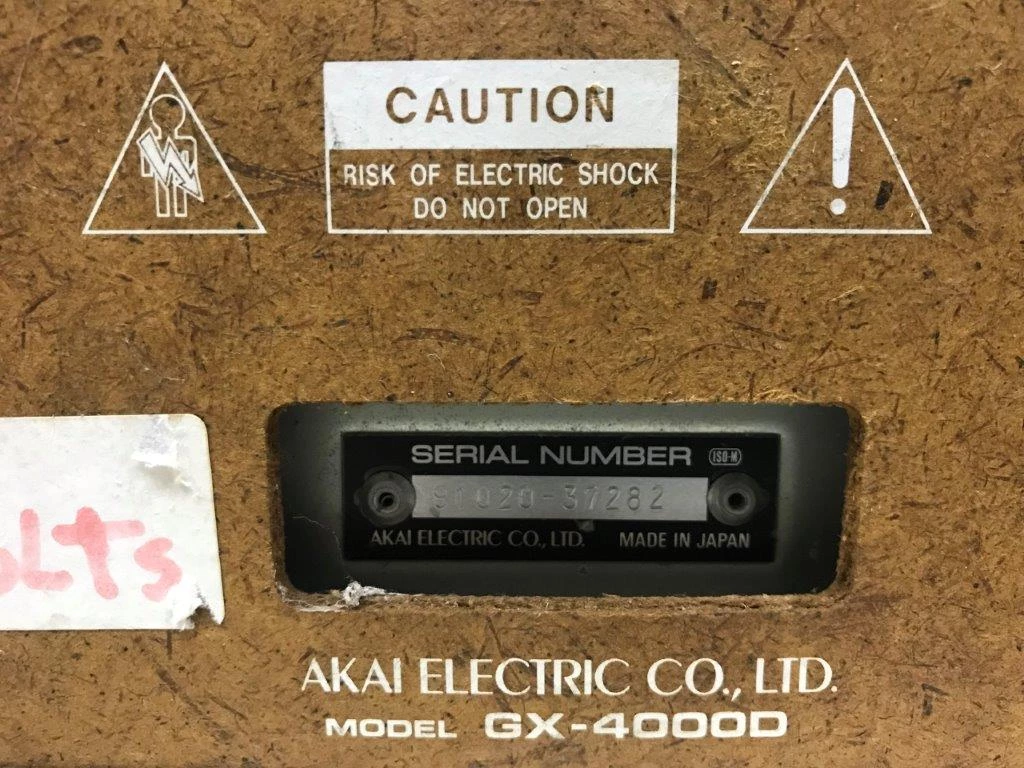 CAUTION
RISK OF ELECTRIC SHOCK
DO NOT OPEN
SERIAL NUMBER ISO-M
91020-37282
AKAI ELECTRIC CO., LTD. MADE IN JAPAN
AKAI ELECTRIC CO., LTD.
MODEL GX-4000D